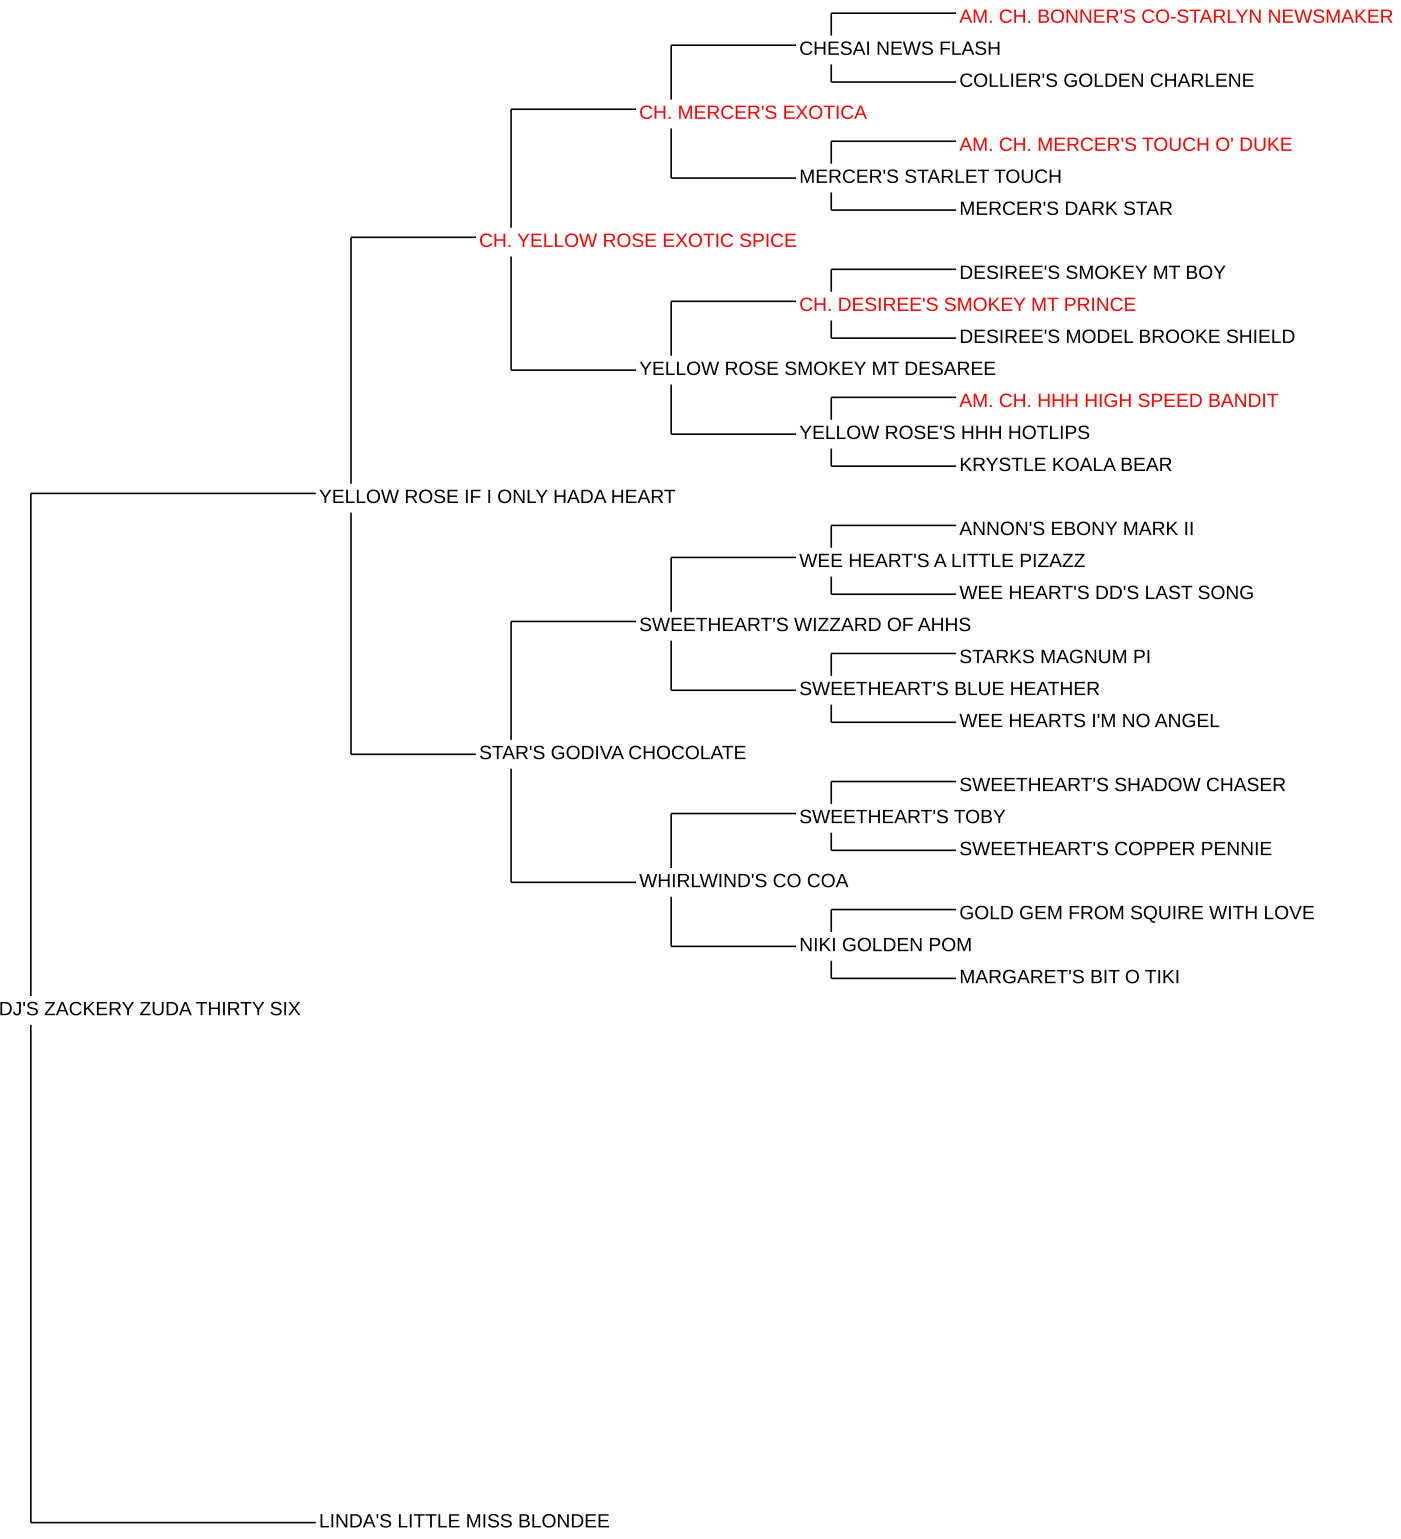 AM. CH. BONNER'S CO-STARLYN NEWSMAKER
CHESAI NEWS FLASH
COLLIER'S GOLDEN CHARLENE
CH. MERCER'S EXOTICA
AM. CH. MERCER'S TOUCH O' DUKE
MERCER'S STARLET TOUCH
MERCER'S DARK STAR
CH. YELLOW ROSE EXOTIC SPICE
DESIREE'S SMOKEY MT BOY
CH. DESIREE'S SMOKEY MT PRINCE
DESIREE'S MODEL BROOKE SHIELD
YELLOW ROSE SMOKEY MT DESAREE
AM. CH. HHH HIGH SPEED BANDIT
YELLOW ROSE'S HHH HOTLIPS
KRYSTLE KOALA BEAR
YELLOW ROSE IF I ONLY HADA HEART
ANNON'S EBONY MARK II
WEE HEART'S A LITTLE PIZAZZ
WEE HEART'S DD'S LAST SONG
SWEETHEART'S WIZZARD OF AHHS
STARKS MAGNUM PI
SWEETHEART'S BLUE HEATHER
WEE HEARTS I'M NO ANGEL
STAR'S GODIVA CHOCOLATE
SWEETHEART'S SHADOW CHASER
SWEETHEART'S TOBY
SWEETHEART'S COPPER PENNIE
WHIRLWIND'S CO COA
GOLD GEM FROM SQUIRE WITH LOVE
NIKI GOLDEN POM
MARGARET'S BIT O TIKI
DJ'S ZACKERY ZUDA THIRTY SIX
LINDA'S LITTLE MISS BLONDEE